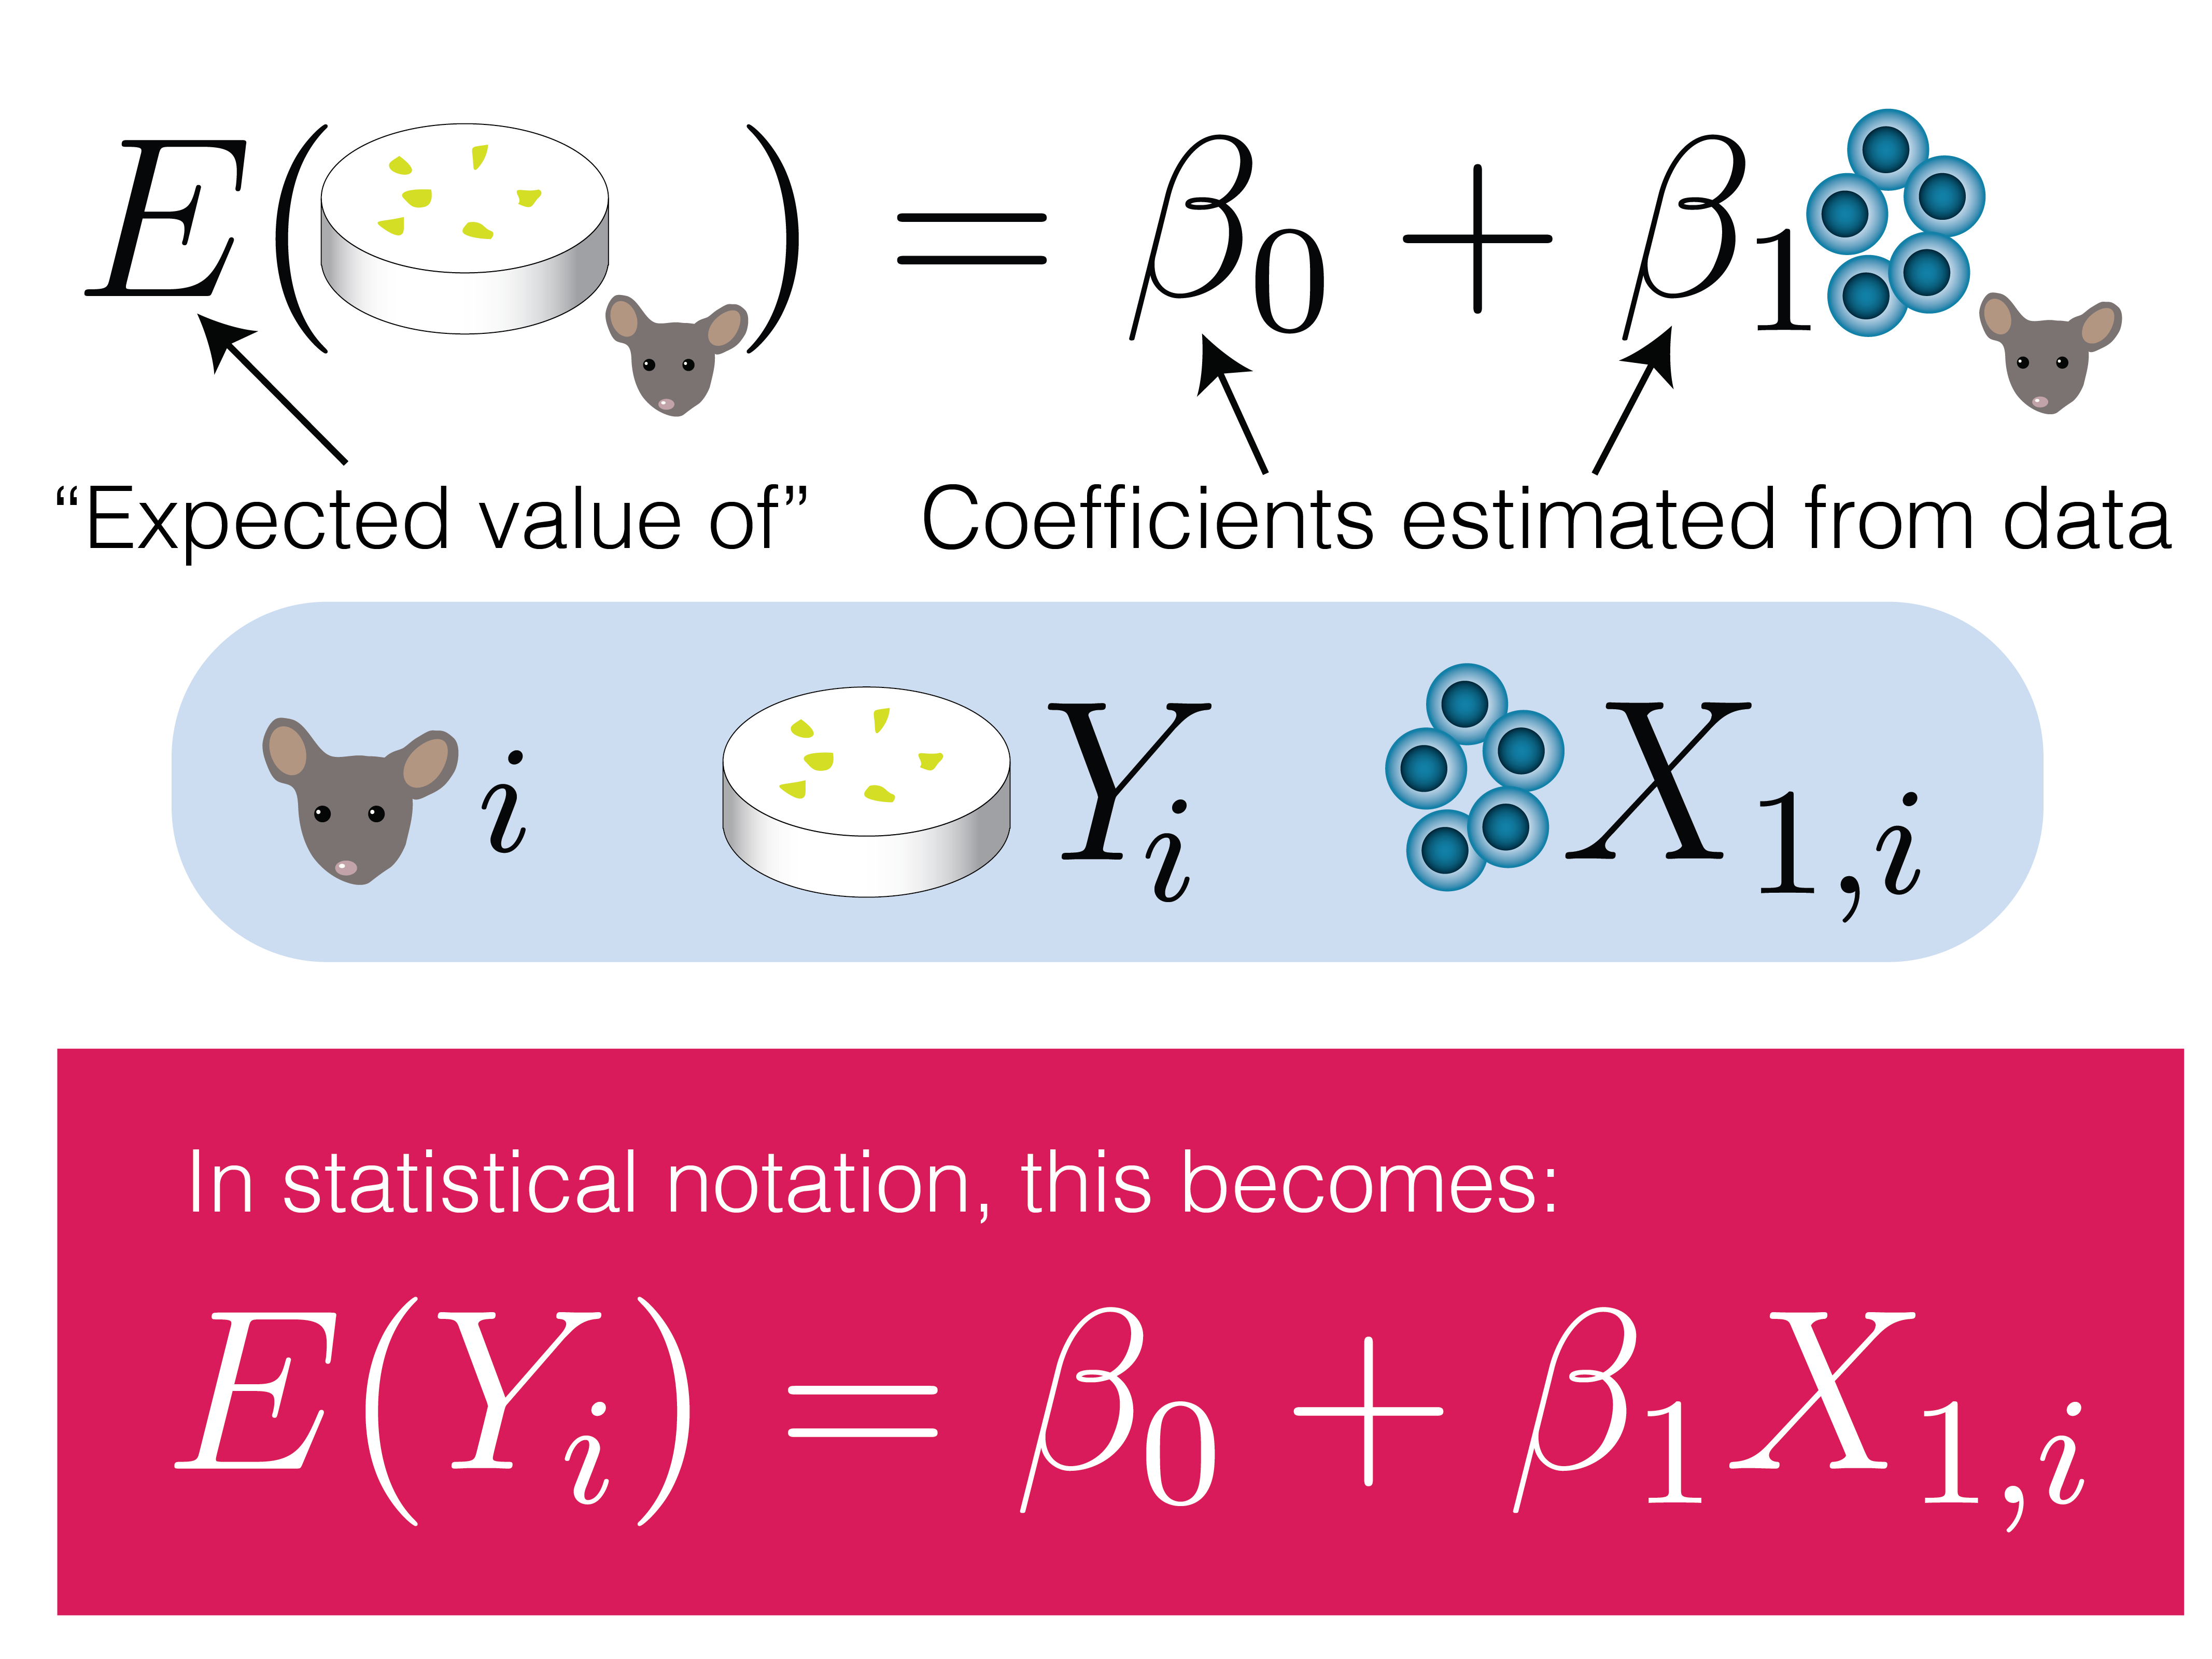 E( ) = β₀ + β₁
“Expected value of” Coefficients estimated from data
i Yᵢ X₁,ᵢ
In statistical notation, this becomes:
E(Yᵢ) = β₀ + β₁X₁,ᵢ